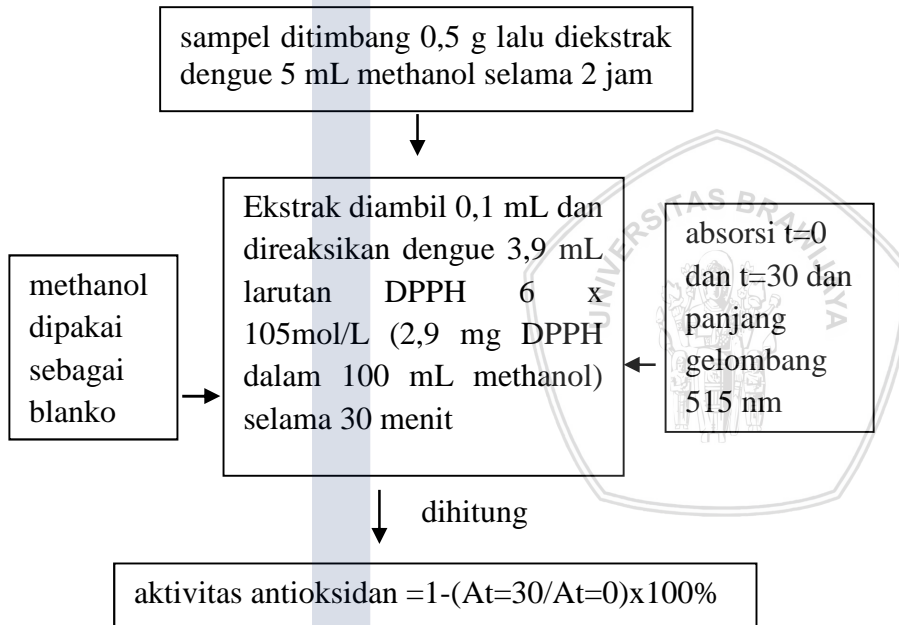 sampel ditimbang 0,5 g lalu diekstrak
dengue 5 mL methanol selama 2 jam
methanol
dipakai
sebagai
blanko
Ekstrak diambil 0,1 mL dan
direaksikan dengue 3,9 mL
larutan DPPH 6 x
105mol/L (2,9 mg DPPH
dalam 100 mL methanol)
selama 30 menit
absorsi t=0
dan t=30 dan
panjang
gelombang
515 nm
UNIVERSITAS BRAWIJAYA
dihitung
aktivitas antioksidan =1-(At=30/At=0)x100%